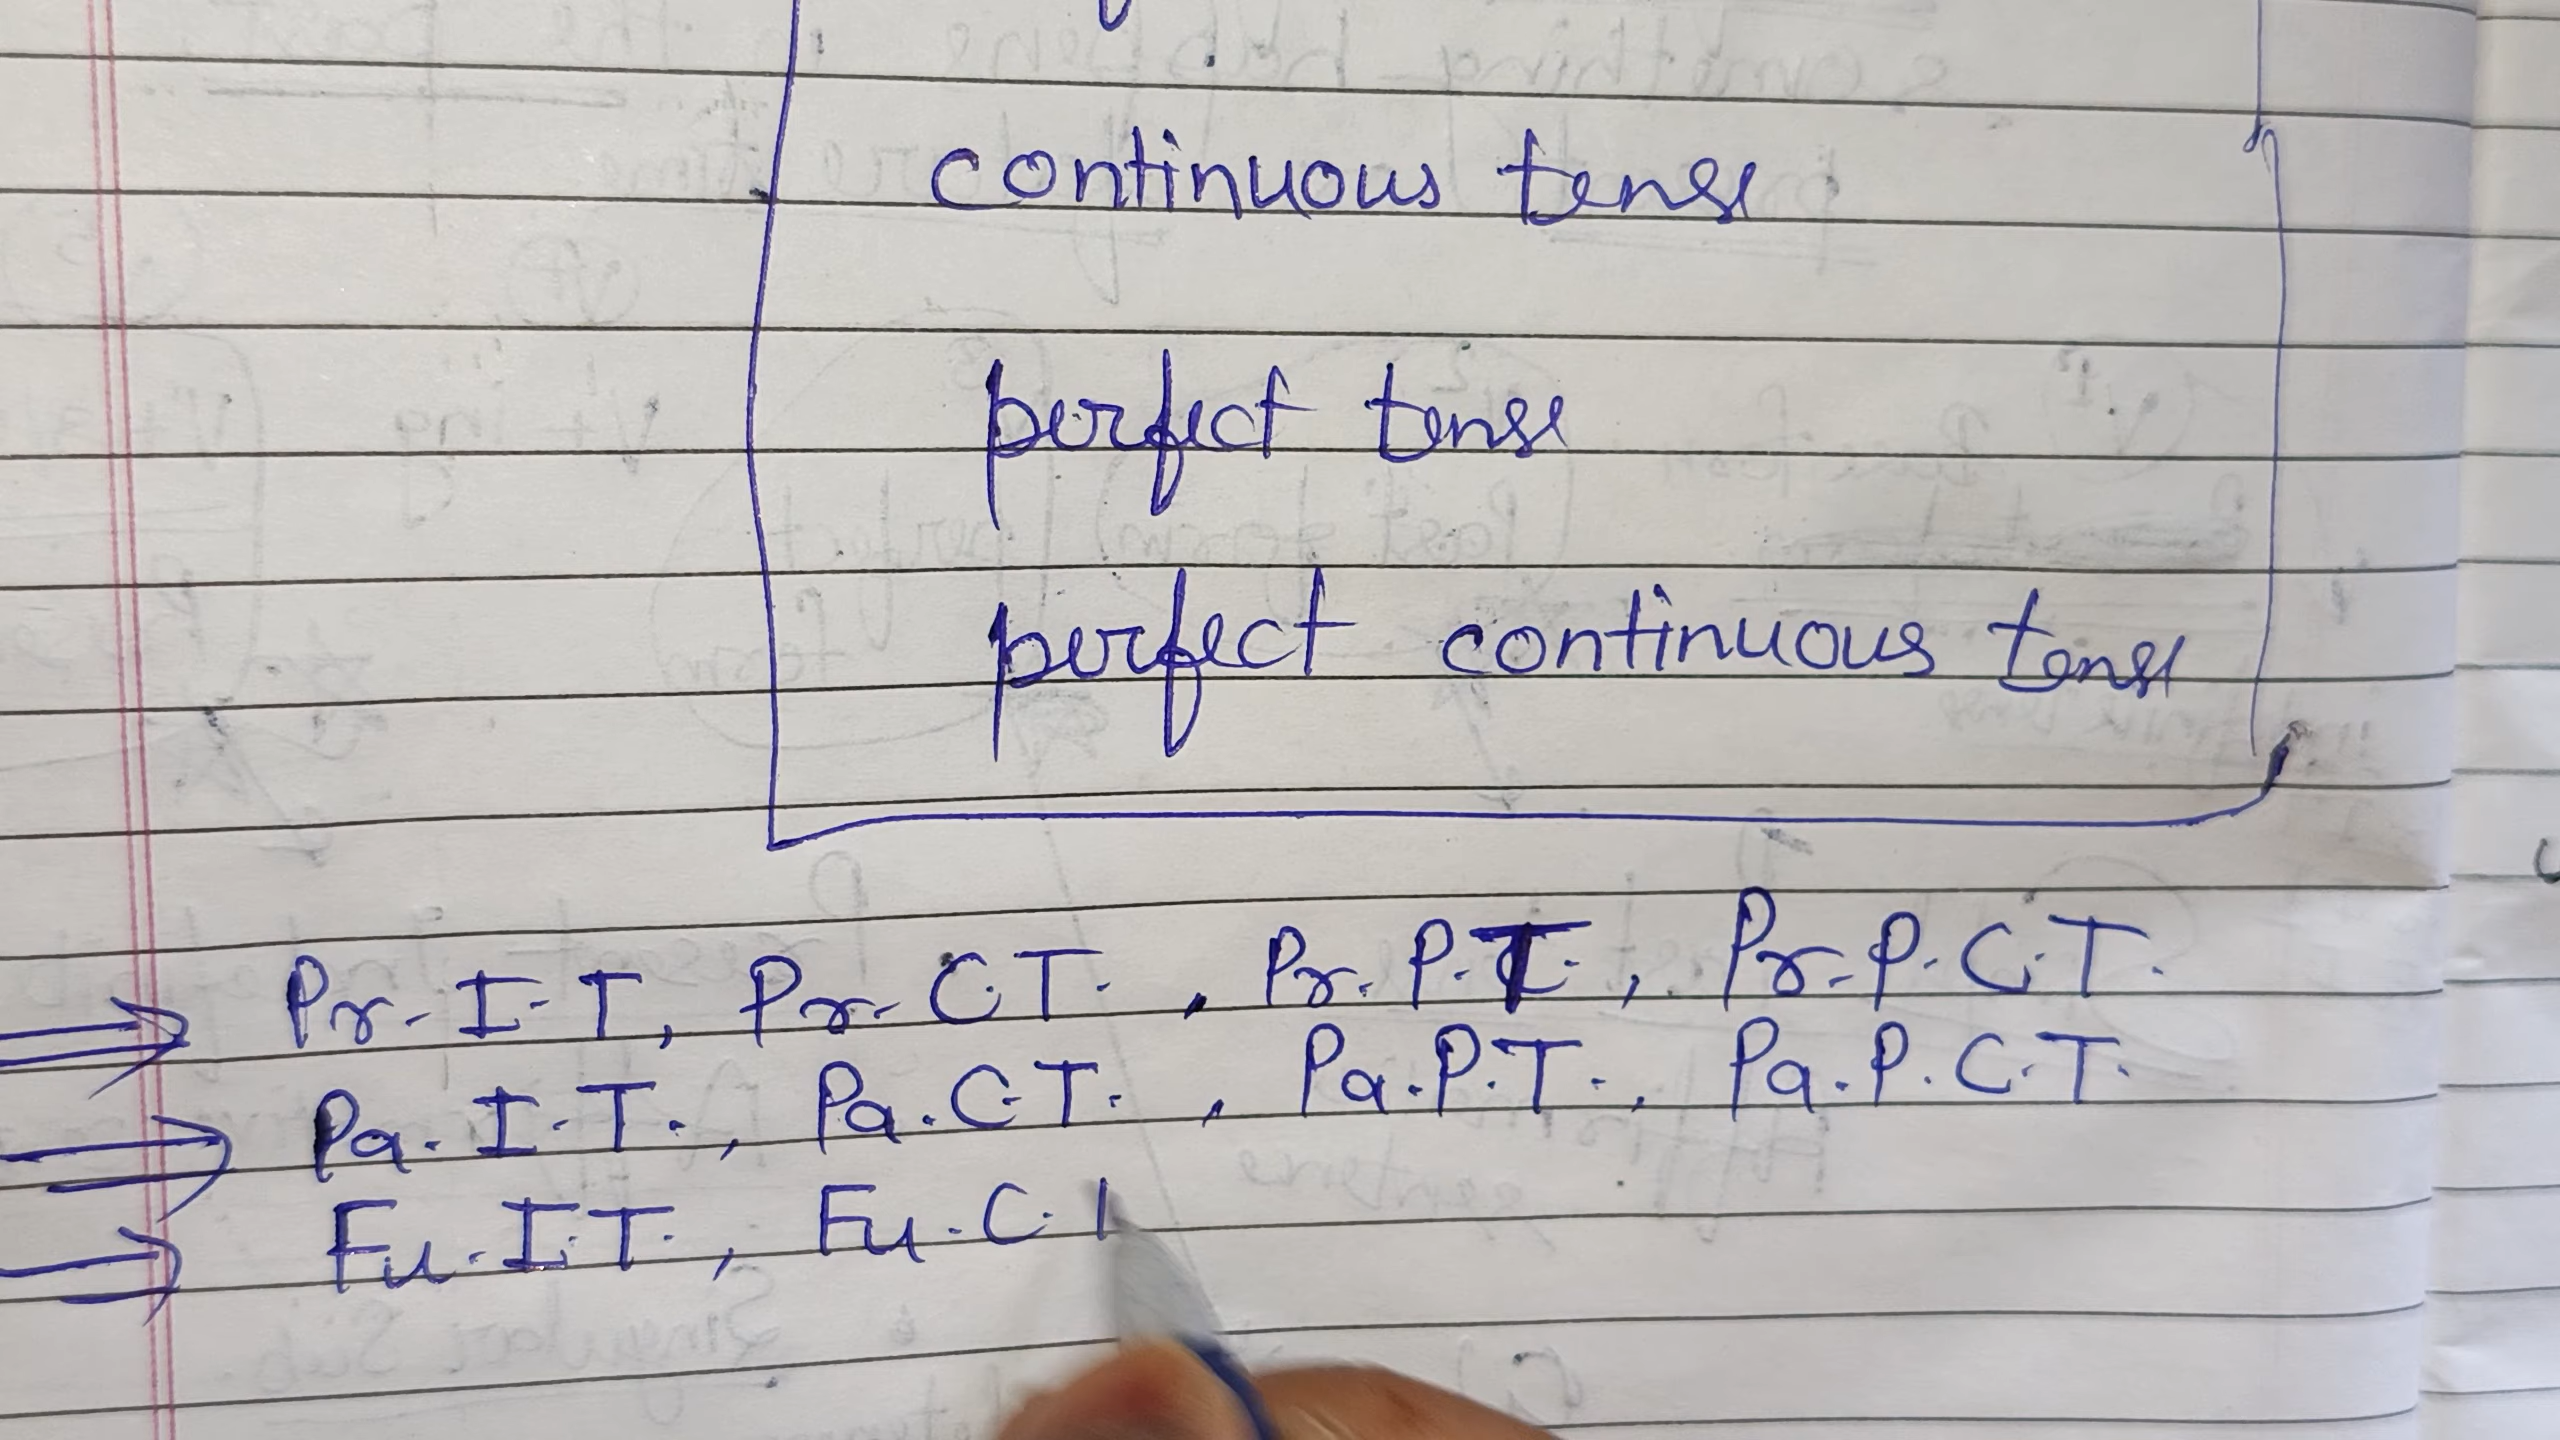 continuous tense
perfect tense
perfect continuous tense
Pr. I. T, Pr. C. T. , Pr. P. T. , Pr. P. C. T.
Pa. I. T. , Pa. C. T. , Pa. P. T. , Pa. P. C. T.
Fu. I. T. , Fu. C.